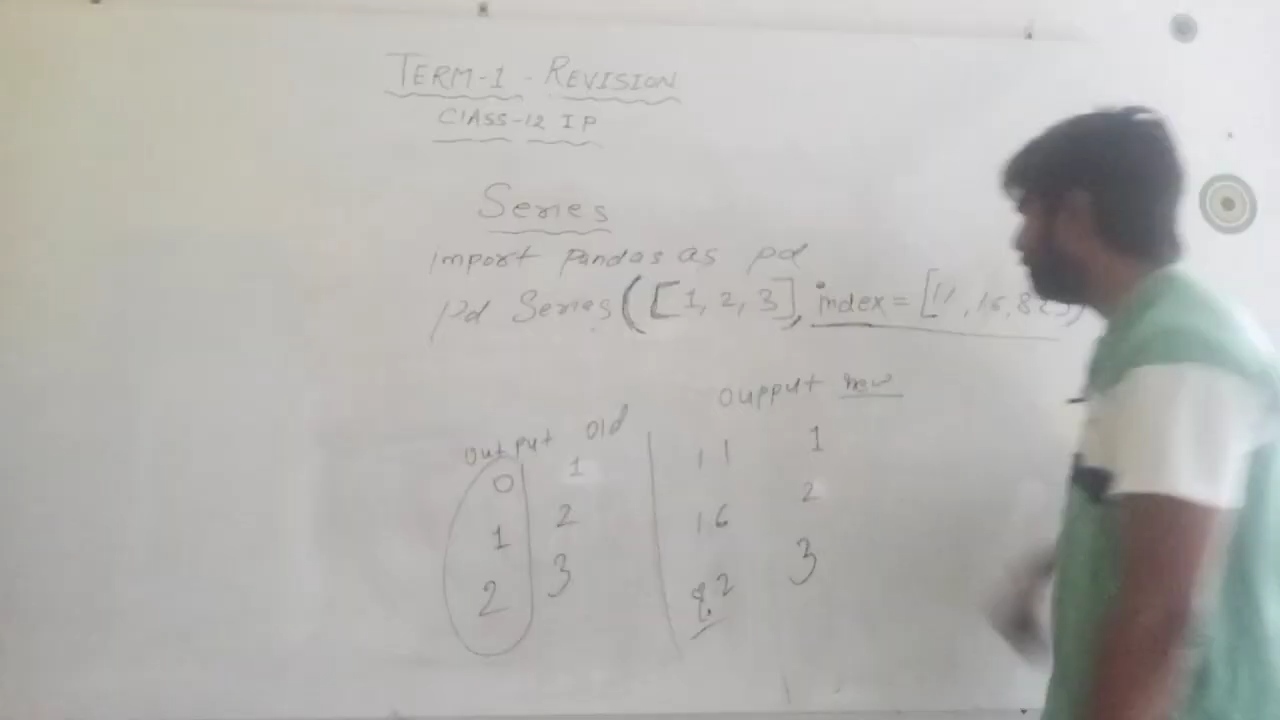 TERM-1 - REVISION
CLASS-12 IP
Series
import Pandas as pd
pd Series ([1, 2, 3], index = [11, 16, 82])
output old
0 1
1 2
2 3
oupput new
11 1
16 2
82 3